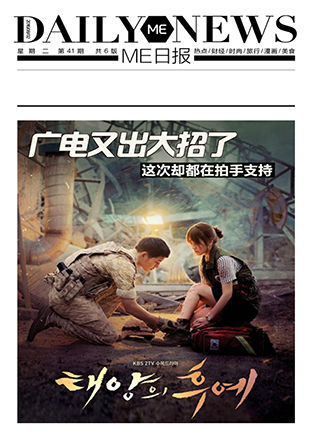 DAILY ME NEWS
星期二 第41期 共6版 ME日报 热点/财经/时尚/旅行/漫画/美食
广电又出大招了
这次却都在拍手支持
KBS 2TV 수목드라마
태양의 후예